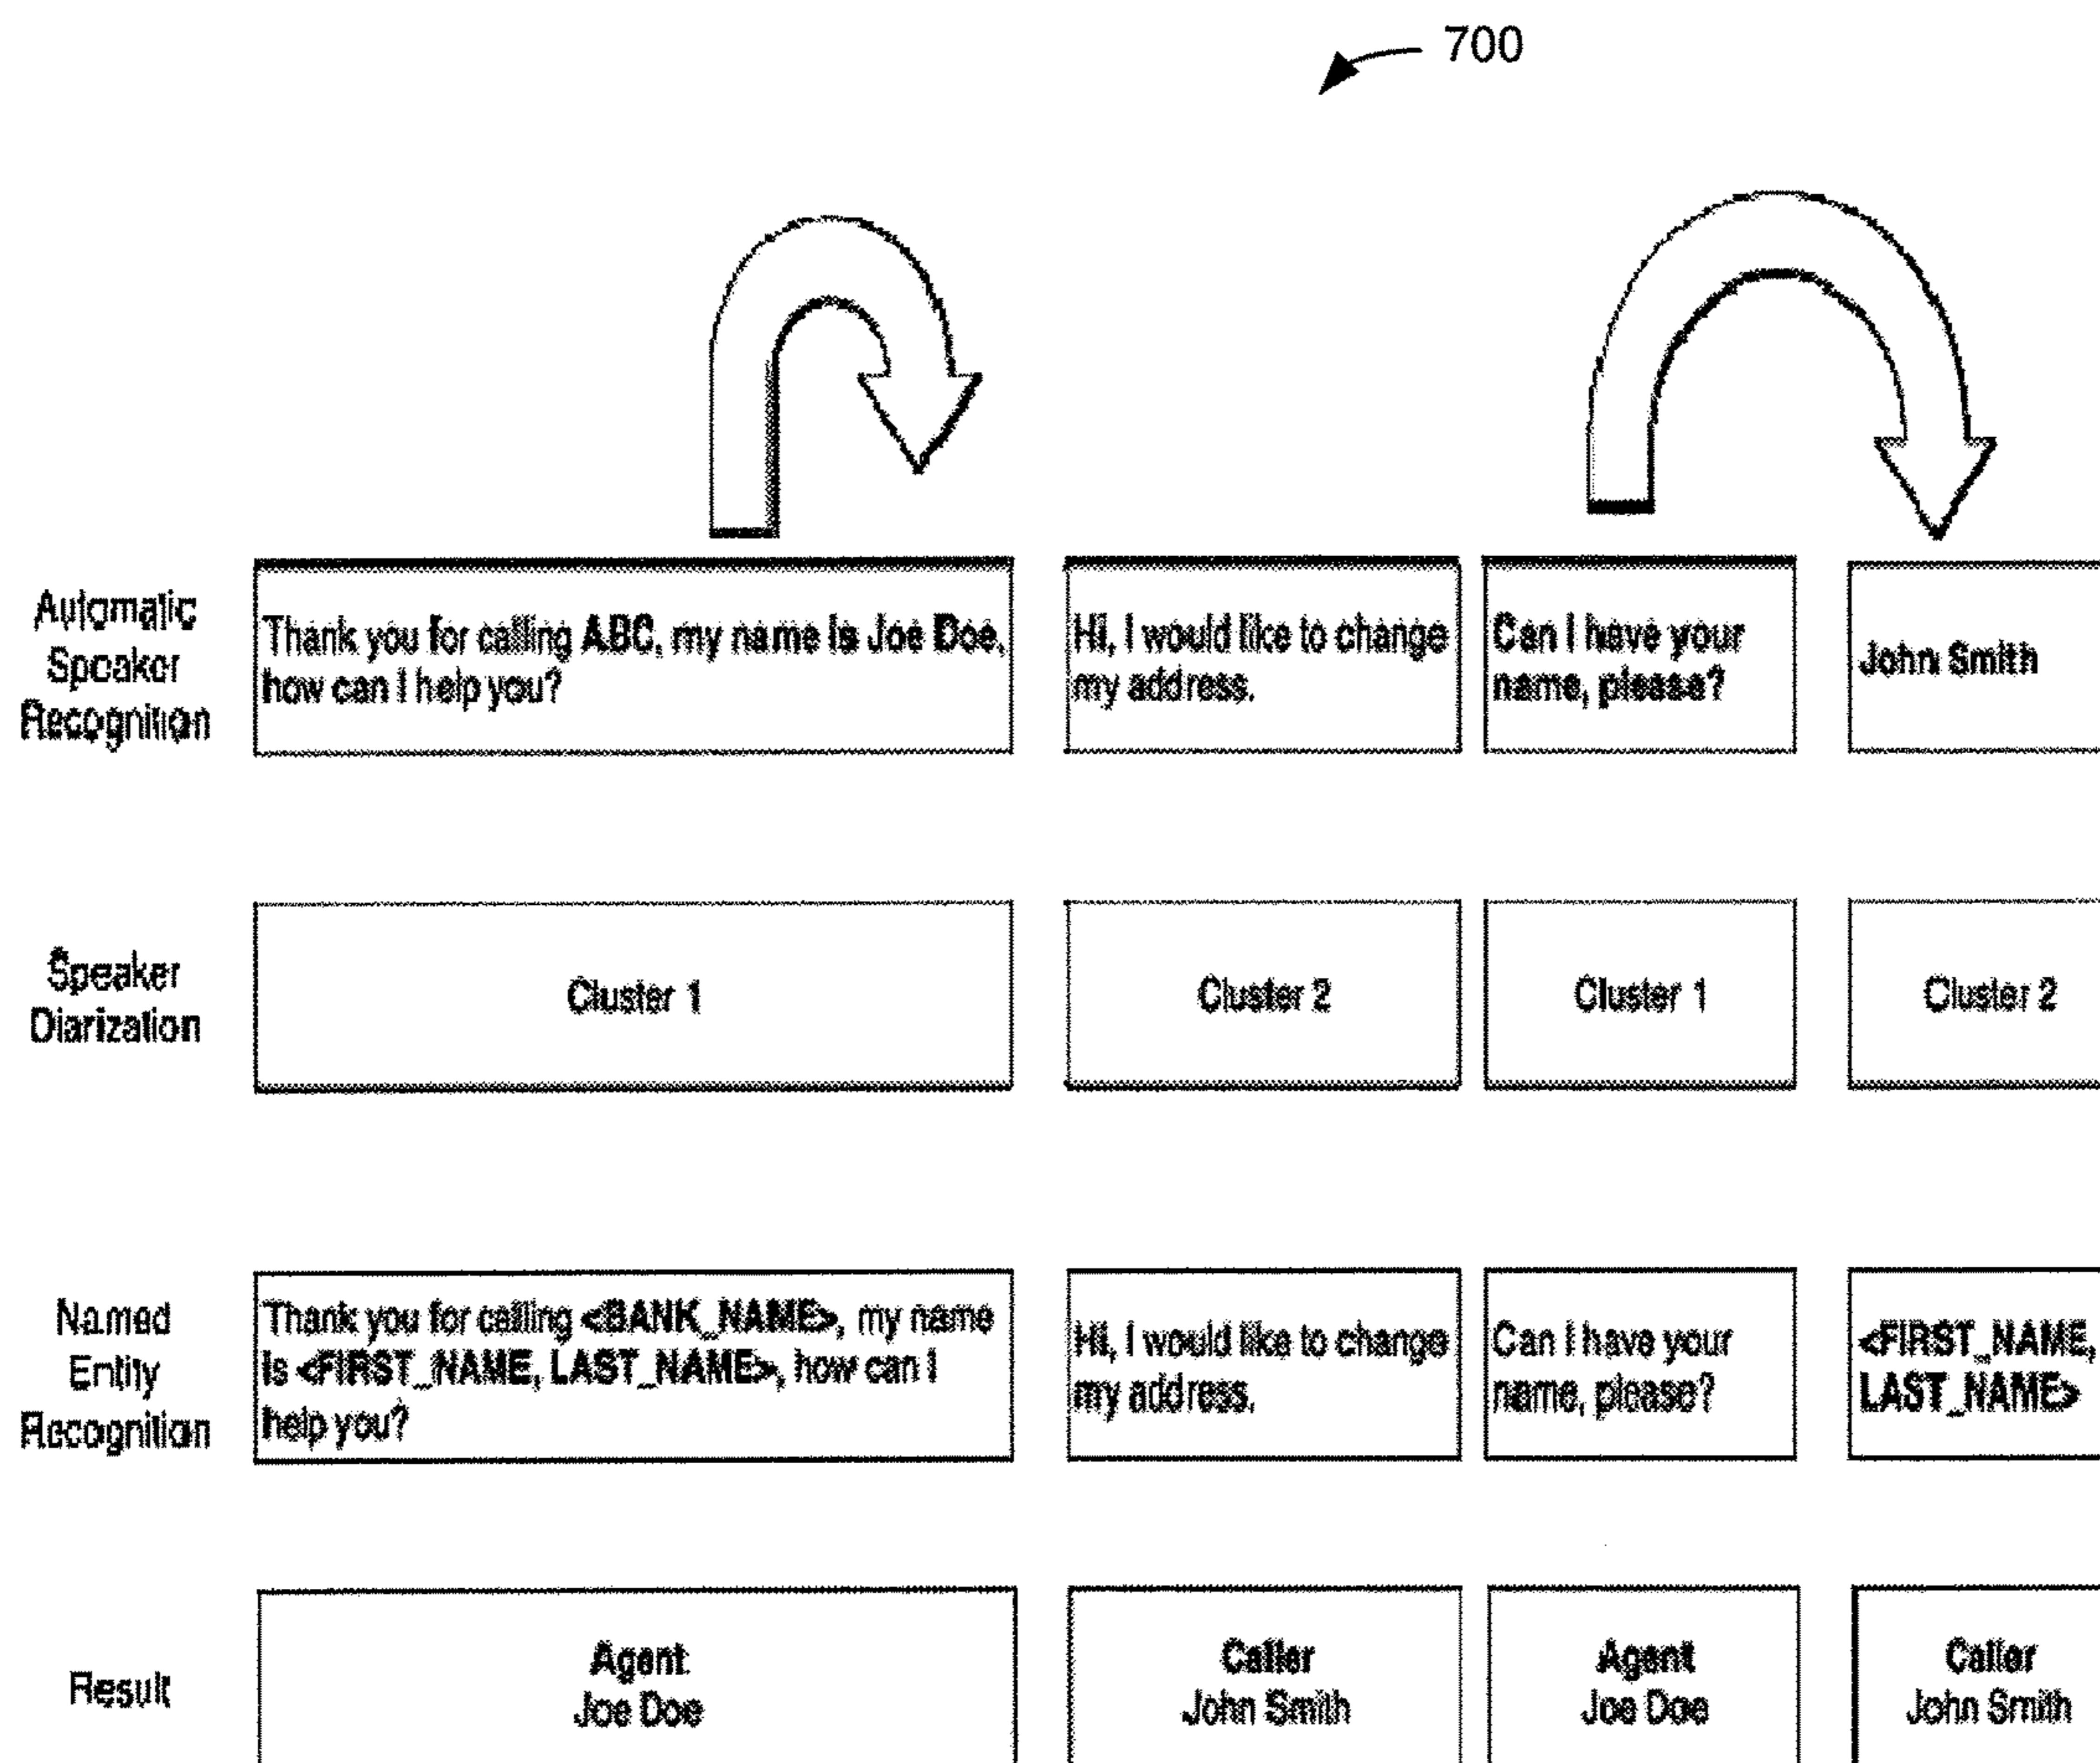 700
Automatic
Speaker
Recognition
Thank you for calling ABC, my name is Joe Doe,
how can I help you?
Hi, I would like to change
my address.
Can I have your
name, please?
John Smith
Speaker
Diarization
Cluster 1
Cluster 2
Cluster 1
Cluster 2
Named
Entity
Recognition
Thank you for calling <BANK_NAME>, my name
is <FIRST_NAME, LAST_NAME>, how can I
help you?
Hi, I would like to change
my address.
Can I have your
name, please?
<FIRST_NAME,
LAST_NAME>
Result
Agent
Joe Doe
Caller
John Smith
Agent
Joe Doe
Caller
John Smith